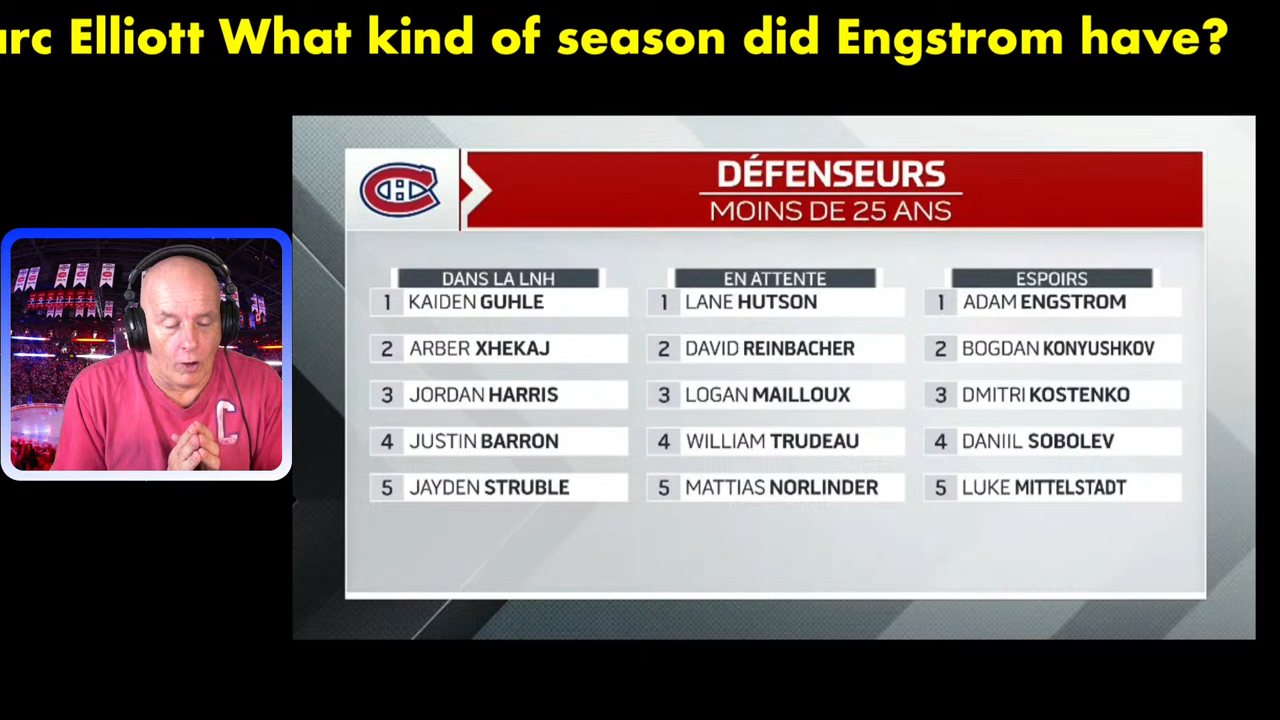 arc Elliott What kind of season did Engstrom have?
DÉFENSEURS
MOINS DE 25 ANS
DANS LA LNH
1 KAIDEN GUHLE
2 ARBER XHEKAJ
3 JORDAN HARRIS
4 JUSTIN BARRON
5 JAYDEN STRUBLE
EN ATTENTE
1 LANE HUTSON
2 DAVID REINBACHER
3 LOGAN MAILLOUX
4 WILLIAM TRUDEAU
5 MATTIAS NORLINDER
ESPOIRS
1 ADAM ENGSTROM
2 BOGDAN KONYUSHKOV
3 DMITRI KOSTENKO
4 DANIIL SOBOLEV
5 LUKE MITTELSTADT
C